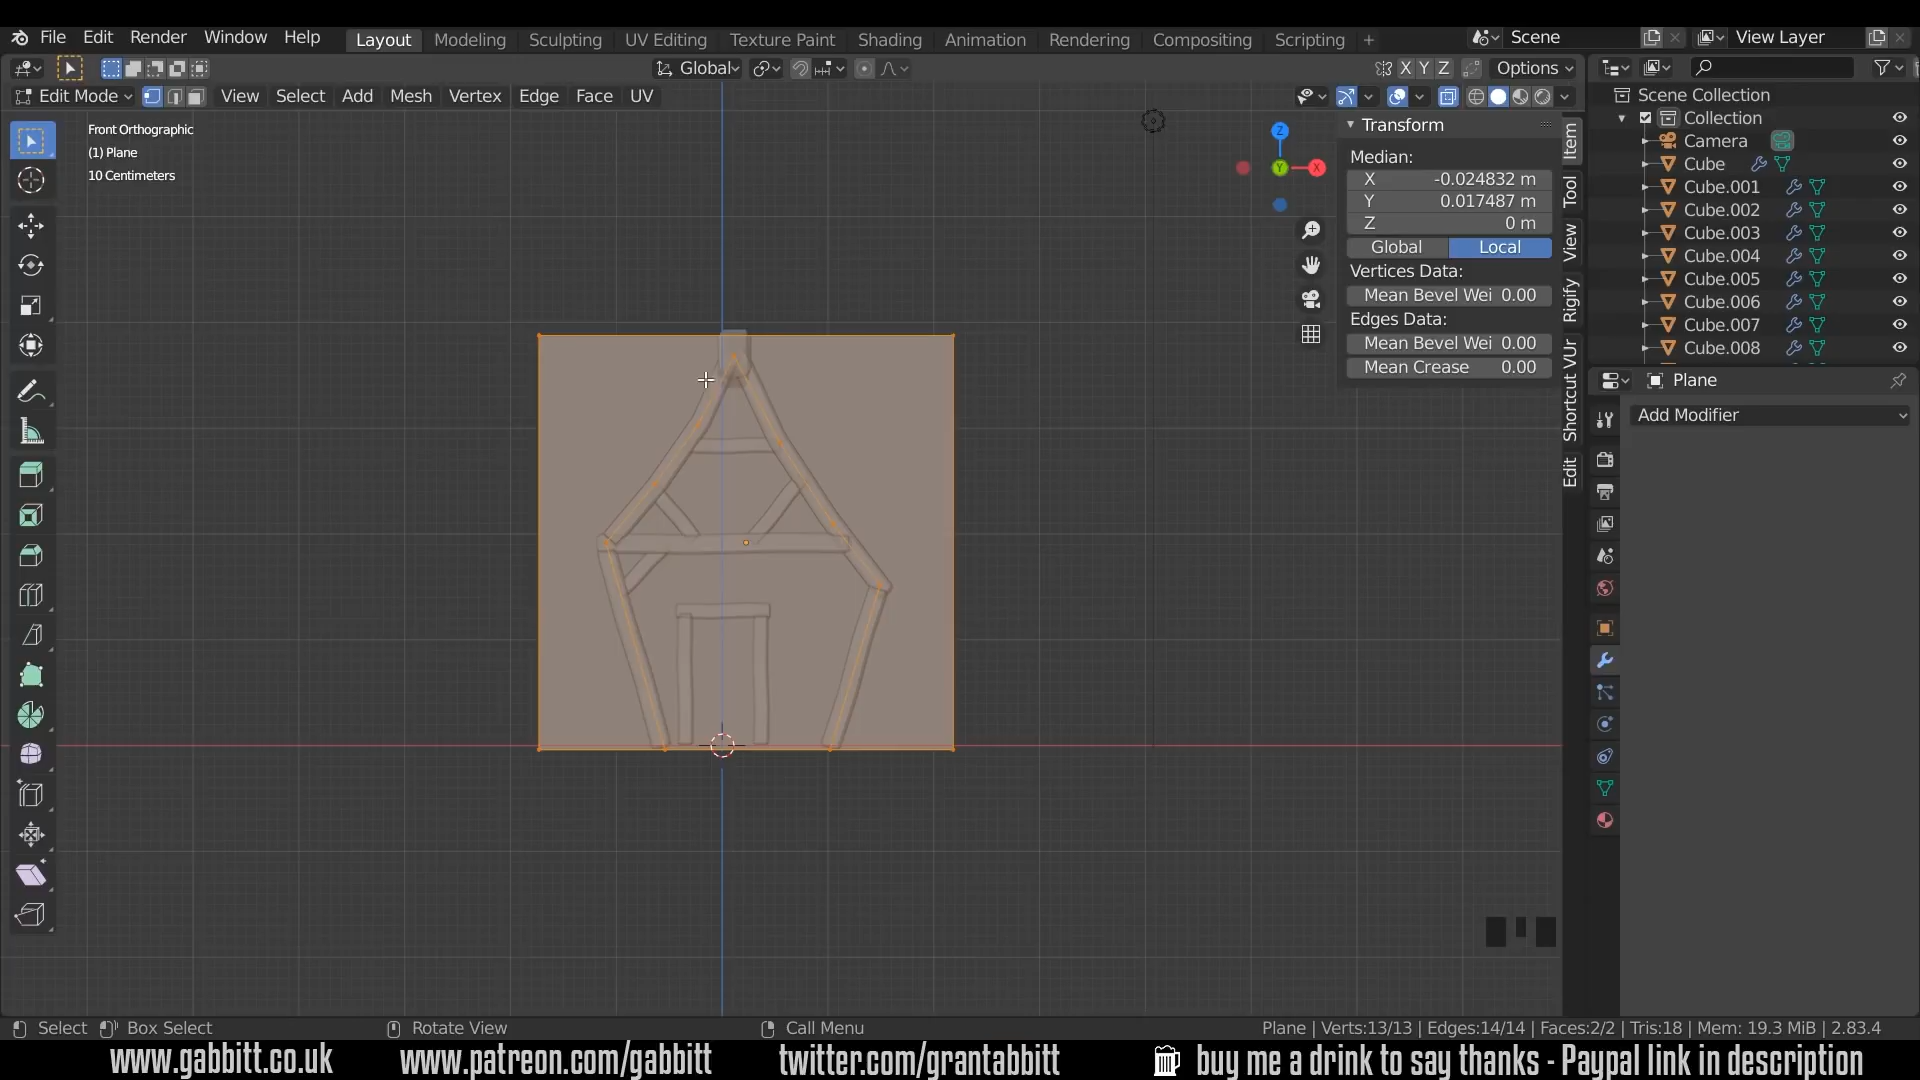 File Edit Render Window Help Layout Modeling Sculpting UV Editing Texture Paint Shading Animation Rendering Compositing Scripting + Scene View Layer
Global X Y Z Options
Edit Mode View Select Add Mesh Vertex Edge Face UV
Front Orthographic
(1) Plane
10 Centimeters
Z
Y
X
Transform
Median:
X -0.024832 m
Y 0.017487 m
Z 0 m
Global Local
Vertices Data:
Mean Bevel Wei 0.00
Edges Data:
Mean Bevel Wei 0.00
Mean Crease 0.00
Item
Tool
View
Rigify
Shortcut VUr
Edit
Scene Collection
Collection
Camera
Cube
Cube.001
Cube.002
Cube.003
Cube.004
Cube.005
Cube.006
Cube.007
Cube.008
Plane
Add Modifier
Select Box Select Rotate View Call Menu Plane | Verts:13/13 | Edges:14/14 | Faces:2/2 | Tris:18 | Mem: 19.3 MiB | 2.83.4
www.gabbitt.co.uk www.patreon.com/gabbitt twitter.com/grantabbitt buy me a drink to say thanks - Paypal link in description